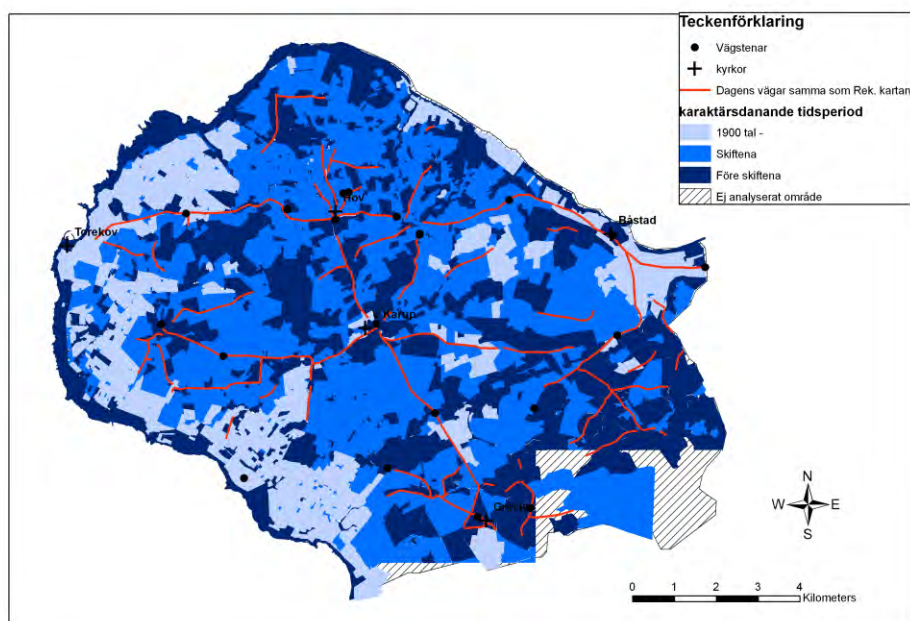 Teckenförklaring
Vägstenar
kyrkor
Dagens vägar samma som Rek. kartan
karaktärsdanande tidsperiod
1900 tal -
Skiftena
Före skiftena
Ej analyserat område
Hov
Torekov
Båstad
Karup
N
W E
S
0 1 2 3 4
Kilometers